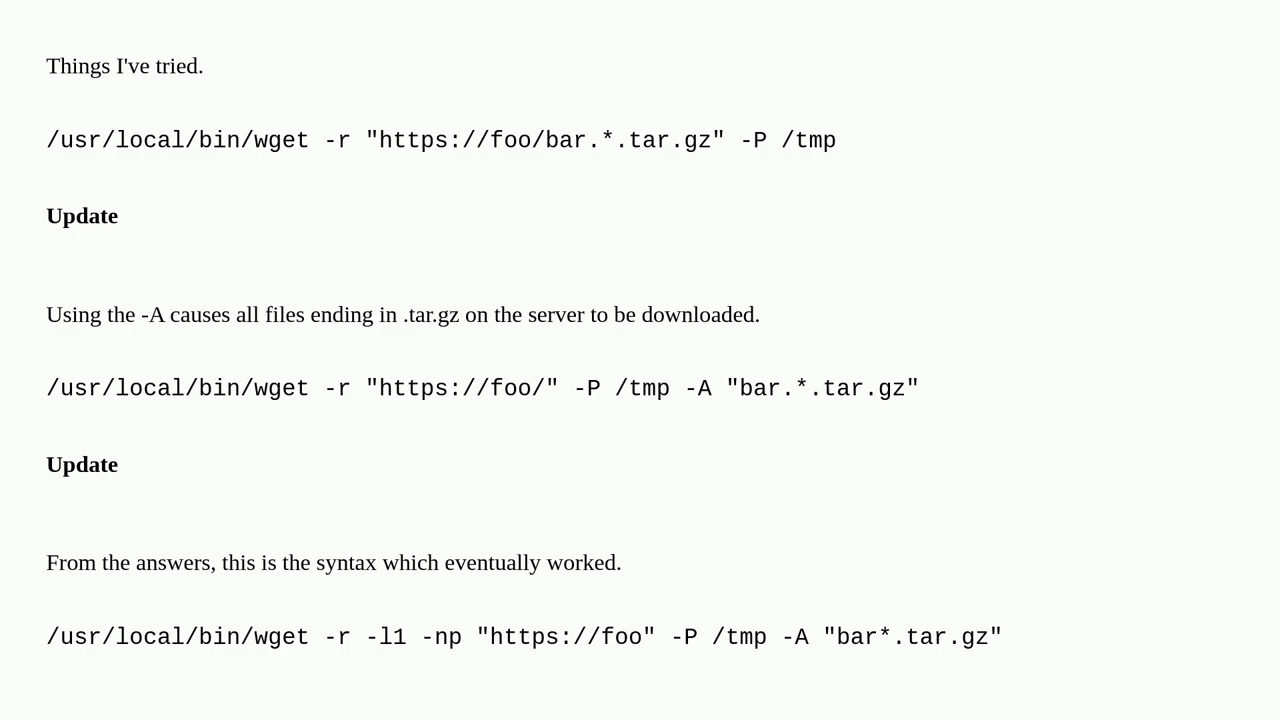 Things I've tried.
/usr/local/bin/wget -r "https://foo/bar.*.tar.gz" -P /tmp
Update
Using the -A causes all files ending in .tar.gz on the server to be downloaded.
/usr/local/bin/wget -r "https://foo/" -P /tmp -A "bar.*.tar.gz"
Update
From the answers, this is the syntax which eventually worked.
/usr/local/bin/wget -r -l1 -np "https://foo" -P /tmp -A "bar*.tar.gz"